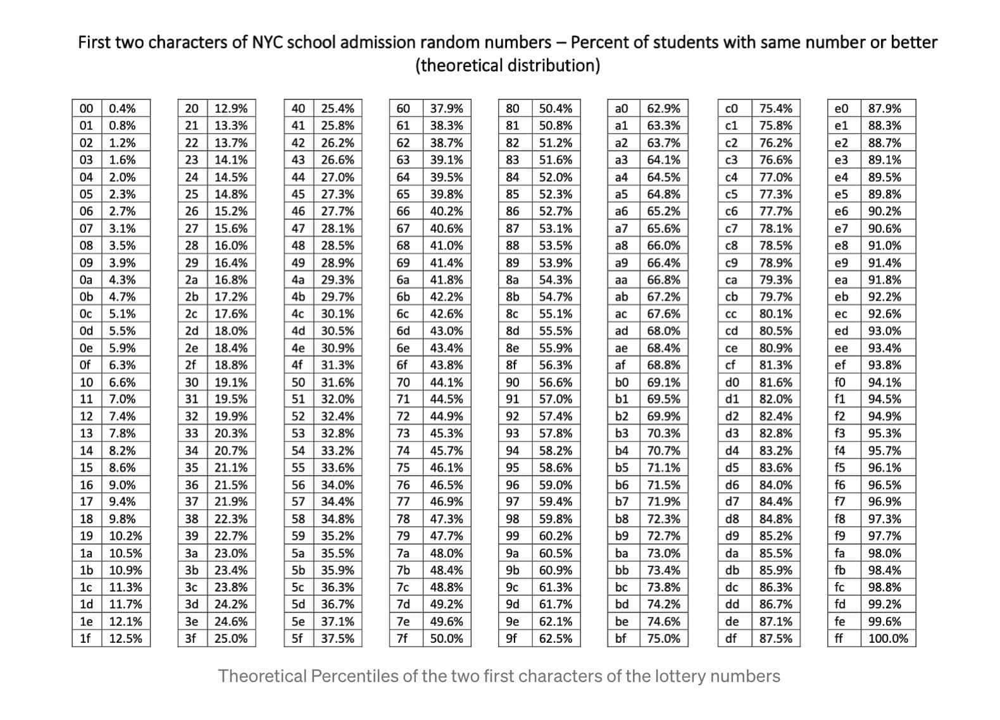 First two characters of NYC school admission random numbers – Percent of students with same number or better
(theoretical distribution)
00 0.4% 20 12.9% 40 25.4% 60 37.9% 80 50.4% a0 62.9% c0 75.4% e0 87.9%
01 0.8% 21 13.3% 41 25.8% 61 38.3% 81 50.8% a1 63.3% c1 75.8% e1 88.3%
02 1.2% 22 13.7% 42 26.2% 62 38.7% 82 51.2% a2 63.7% c2 76.2% e2 88.7%
03 1.6% 23 14.1% 43 26.6% 63 39.1% 83 51.6% a3 64.1% c3 76.6% e3 89.1%
04 2.0% 24 14.5% 44 27.0% 64 39.5% 84 52.0% a4 64.5% c4 77.0% e4 89.5%
05 2.3% 25 14.8% 45 27.3% 65 39.8% 85 52.3% a5 64.8% c5 77.3% e5 89.8%
06 2.7% 26 15.2% 46 27.7% 66 40.2% 86 52.7% a6 65.2% c6 77.7% e6 90.2%
07 3.1% 27 15.6% 47 28.1% 67 40.6% 87 53.1% a7 65.6% c7 78.1% e7 90.6%
08 3.5% 28 16.0% 48 28.5% 68 41.0% 88 53.5% a8 66.0% c8 78.5% e8 91.0%
09 3.9% 29 16.4% 49 28.9% 69 41.4% 89 53.9% a9 66.4% c9 78.9% e9 91.4%
0a 4.3% 2a 16.8% 4a 29.3% 6a 41.8% 8a 54.3% aa 66.8% ca 79.3% ea 91.8%
0b 4.7% 2b 17.2% 4b 29.7% 6b 42.2% 8b 54.7% ab 67.2% cb 79.7% eb 92.2%
0c 5.1% 2c 17.6% 4c 30.1% 6c 42.6% 8c 55.1% ac 67.6% cc 80.1% ec 92.6%
0d 5.5% 2d 18.0% 4d 30.5% 6d 43.0% 8d 55.5% ad 68.0% cd 80.5% ed 93.0%
0e 5.9% 2e 18.4% 4e 30.9% 6e 43.4% 8e 55.9% ae 68.4% ce 80.9% ee 93.4%
0f 6.3% 2f 18.8% 4f 31.3% 6f 43.8% 8f 56.3% af 68.8% cf 81.3% ef 93.8%
10 6.6% 30 19.1% 50 31.6% 70 44.1% 90 56.6% b0 69.1% d0 81.6% f0 94.1%
11 7.0% 31 19.5% 51 32.0% 71 44.5% 91 57.0% b1 69.5% d1 82.0% f1 94.5%
12 7.4% 32 19.9% 52 32.4% 72 44.9% 92 57.4% b2 69.9% d2 82.4% f2 94.9%
13 7.8% 33 20.3% 53 32.8% 73 45.3% 93 57.8% b3 70.3% d3 82.8% f3 95.3%
14 8.2% 34 20.7% 54 33.2% 74 45.7% 94 58.2% b4 70.7% d4 83.2% f4 95.7%
15 8.6% 35 21.1% 55 33.6% 75 46.1% 95 58.6% b5 71.1% d5 83.6% f5 96.1%
16 9.0% 36 21.5% 56 34.0% 76 46.5% 96 59.0% b6 71.5% d6 84.0% f6 96.5%
17 9.4% 37 21.9% 57 34.4% 77 46.9% 97 59.4% b7 71.9% d7 84.4% f7 96.9%
18 9.8% 38 22.3% 58 34.8% 78 47.3% 98 59.8% b8 72.3% d8 84.8% f8 97.3%
19 10.2% 39 22.7% 59 35.2% 79 47.7% 99 60.2% b9 72.7% d9 85.2% f9 97.7%
1a 10.5% 3a 23.0% 5a 35.5% 7a 48.0% 9a 60.5% ba 73.0% da 85.5% fa 98.0%
1b 10.9% 3b 23.4% 5b 35.9% 7b 48.4% 9b 60.9% bb 73.4% db 85.9% fb 98.4%
1c 11.3% 3c 23.8% 5c 36.3% 7c 48.8% 9c 61.3% bc 73.8% dc 86.3% fc 98.8%
1d 11.7% 3d 24.2% 5d 36.7% 7d 49.2% 9d 61.7% bd 74.2% dd 86.7% fd 99.2%
1e 12.1% 3e 24.6% 5e 37.1% 7e 49.6% 9e 62.1% be 74.6% de 87.1% fe 99.6%
1f 12.5% 3f 25.0% 5f 37.5% 7f 50.0% 9f 62.5% bf 75.0% df 87.5% ff 100.0%
Theoretical Percentiles of the two first characters of the lottery numbers